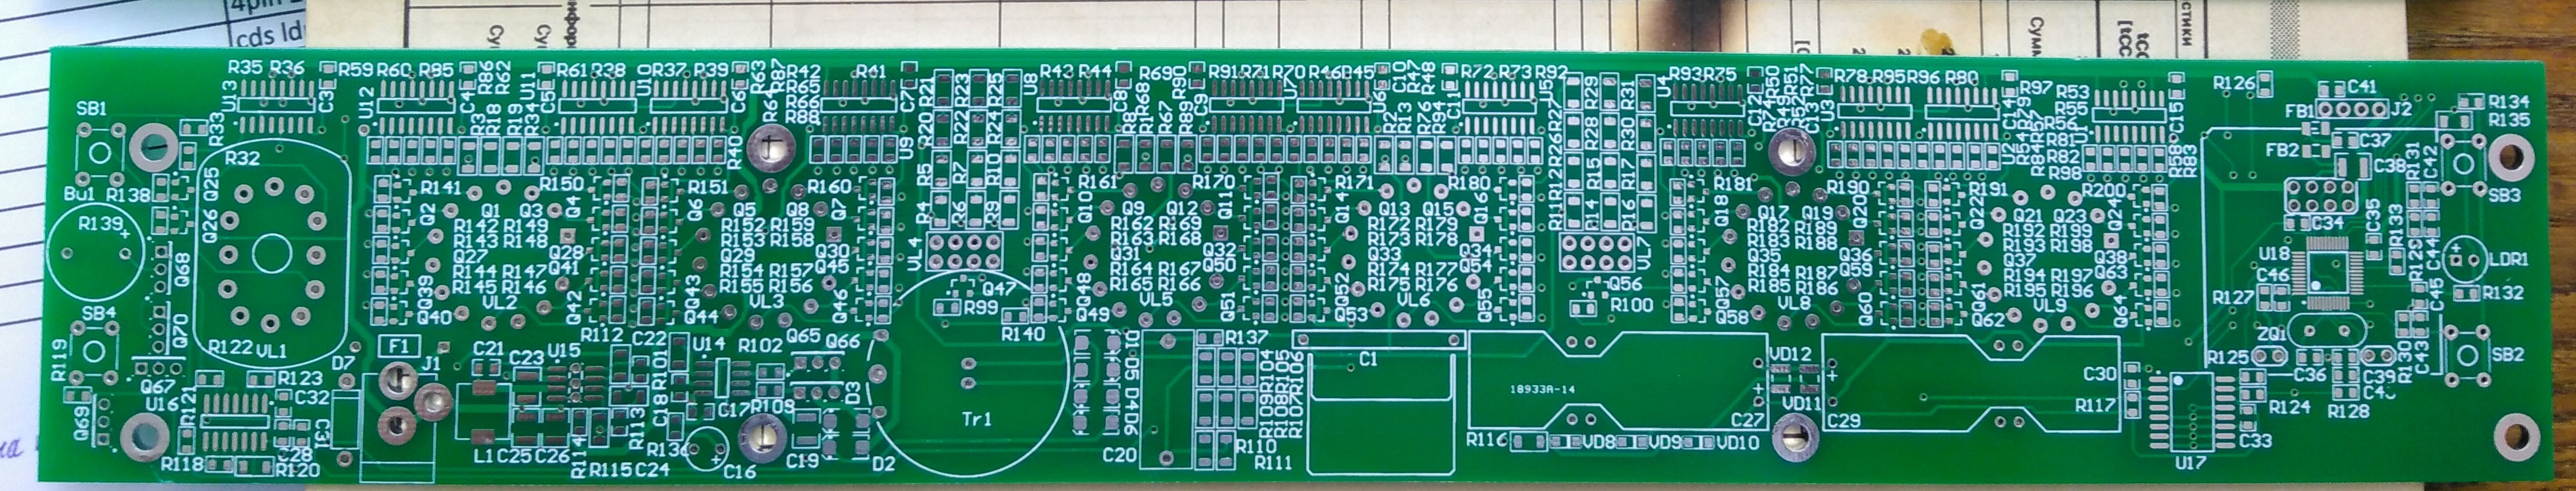 4pin
cds ld
стики
R35 R36
R59 R60 R85
R86
R62
U11
R61 R38
U10
R37 R39
R63
R87
R42
R65
R66
R88
R41
R21
R23
R25
U8
R43 R44
R69
R90
R91 R71
U7
R70 R46 R45
C10
R47
R48
R72 R73 R92
U5
R29
R31
U4
R93 R75
R50
R51
R77
R78 R95 R96 R80
R97
R53
R55
R56
R126
C41
FB1
J2
R134
R135
SB1
U13
C3
U12
C4
R3
R18
R19
R34
C5
C6
C7
R20
R22
R24
C8
R8
R1
R68
R67
R89
C9
U6
R2
R13
R76
R94
C11
R26
R27
R28
R30
C12
R74
R52
C13
U3
C14
U2
R54
R84
R57
R79
R81
R82
R98
U1
C15
R58
R83
FB2
C37
C38
R131
C42
SB3
R33
R32
Bu1
R138
Q25
R139
+
Q26
Q68
R40
U9
R5
R7
R10
R4
R6
R9
VL4
R12
R15
R17
R11
R14
R16
VL7
R141
Q2
Q1 Q3
R142 R149
R143 R148
Q27
R144 R147
R145 R146
VL2
Q39
Q40
R150
Q4
Q28
Q41
Q42
R151
Q6
Q5 Q8
R152 R159
R153 R158
Q29
R154 R157
R155 R156
VL3
Q43
Q44
R160
Q7
Q30
Q45
Q46
Q47
R99
R140
R161
Q10
Q9 Q12
R162 R169
R163 R168
Q31
R164 R167
R165 R166
VL5
Q48
Q49
R170
Q11
Q32
Q50
Q51
R171
Q14
Q13 Q15
R172 R179
R173 R178
Q33
R174 R177
R175 R176
VL6
Q52
Q53
R180
Q16
Q34
Q54
Q55
Q56
R100
R181
Q18
Q17 Q19
R182 R189
R183 R188
Q35
R184 R187
R185 R186
VL8
Q57
Q58
R190
Q20
Q36
Q59
Q60
R191
Q22
Q21 Q23
R192 R199
R193 R198
Q37
R194 R197
R195 R196
VL9
Q61
Q62
R200
Q24
Q38
Q63
Q64
C34
C35
R133
R129
C44
U18
C46
R127
LDR1
+
R132
C45
ZQ1
R125
C36
C39
C40
R130
C43
SB2
R124
R128
SB4
R119
Q70
R122 VL1
D7
F1
J1
Q67
U16
Q69
R121
R123
C32
C28
R118
R120
C21
C23
U15
R112
C22
R101
U14
R102
Q65
Q66
D3
L1 C25 C26
R114
R115 C24
R113
C18
C17
R103
R136
C16
+
C19
D2
Tr1
D1
D5
D4
D6
C20
R137
R104
R105
R106
R109
R108
R107
R110
R111
C1
18933A-14
R116
VD8 VD9 VD10
VD12
+
C27
VD11
+
C29
C30
R117
C33
U17